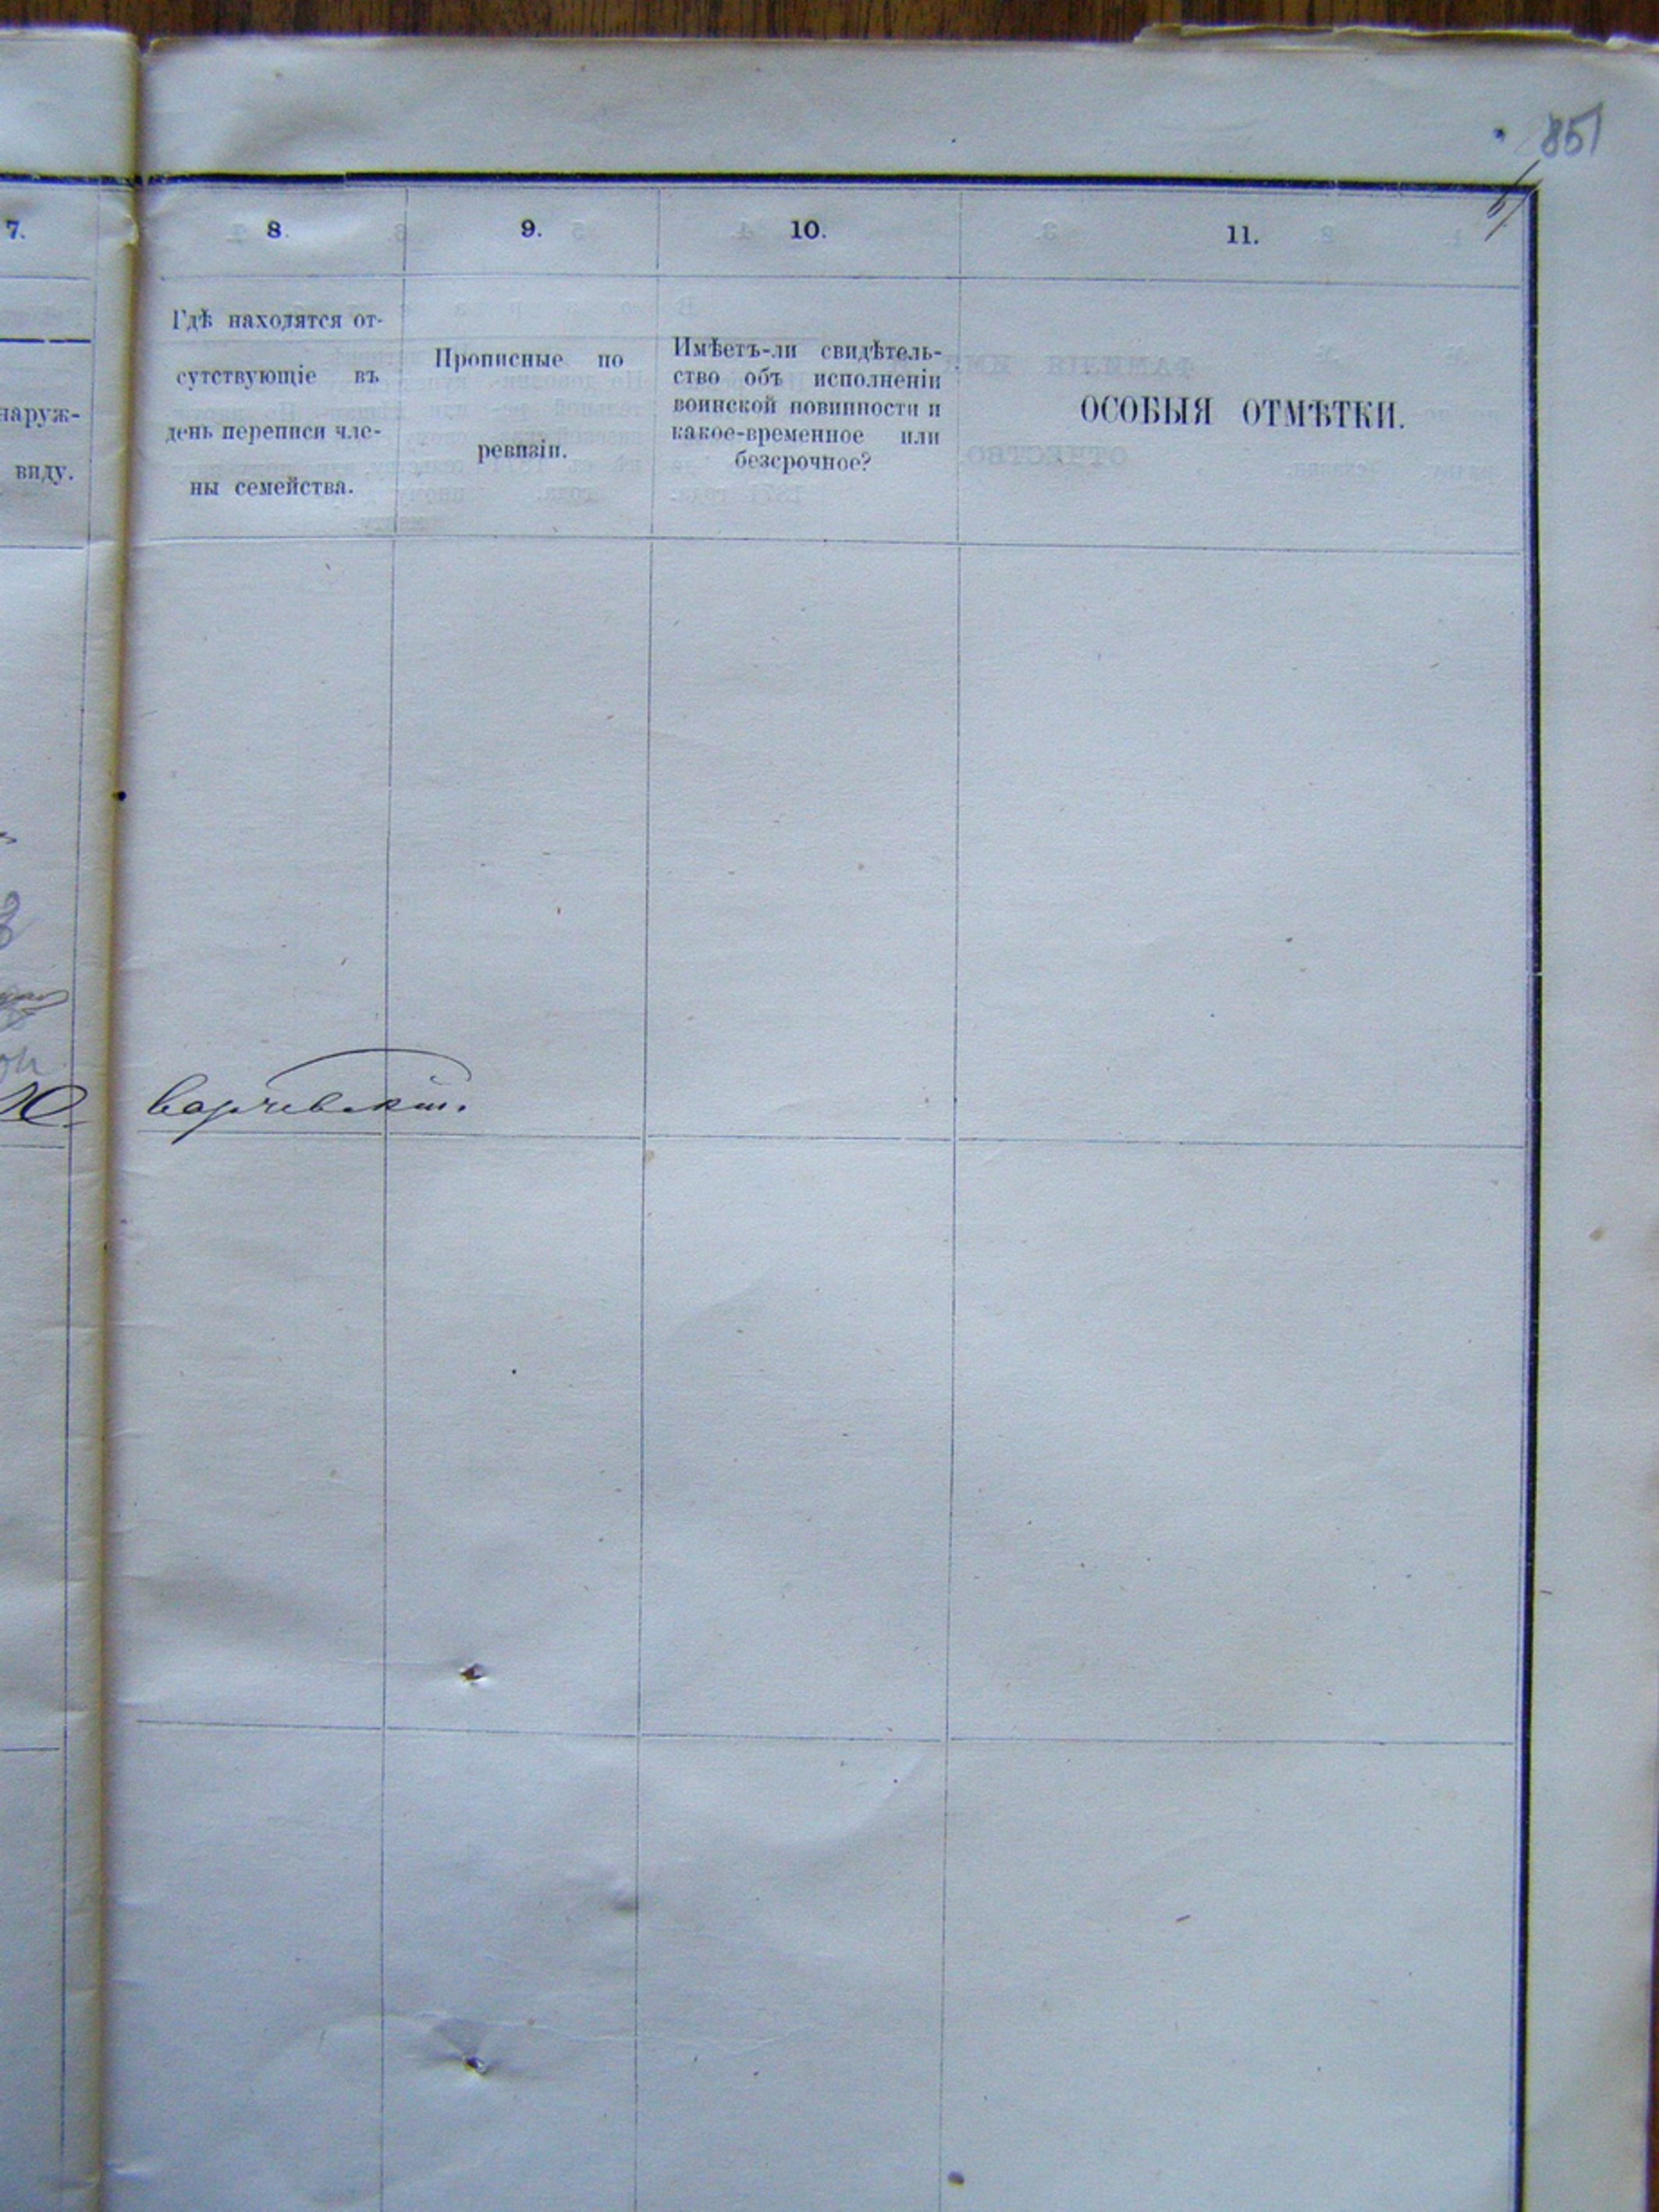 851
7.
8.
9.
10.
11.
наруж-
виду.
Гдѣ находятся от-
сутствующіе въ
день переписи чле-
ны семейства.
Прописные по
ревизіи.
Имѣетъ-ли свидѣтель-
ство объ исполненіи
воинской повинности и
какое-временное или
безсрочное?
ОСОБЫЯ ОТМѢТКИ.